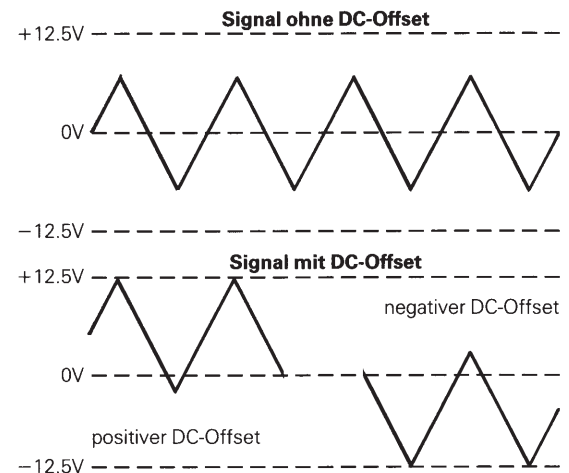 Signal ohne DC-Offset
+12.5V
0V
−12.5V
Signal mit DC-Offset
+12.5V
negativer DC-Offset
0V
positiver DC-Offset
−12.5V